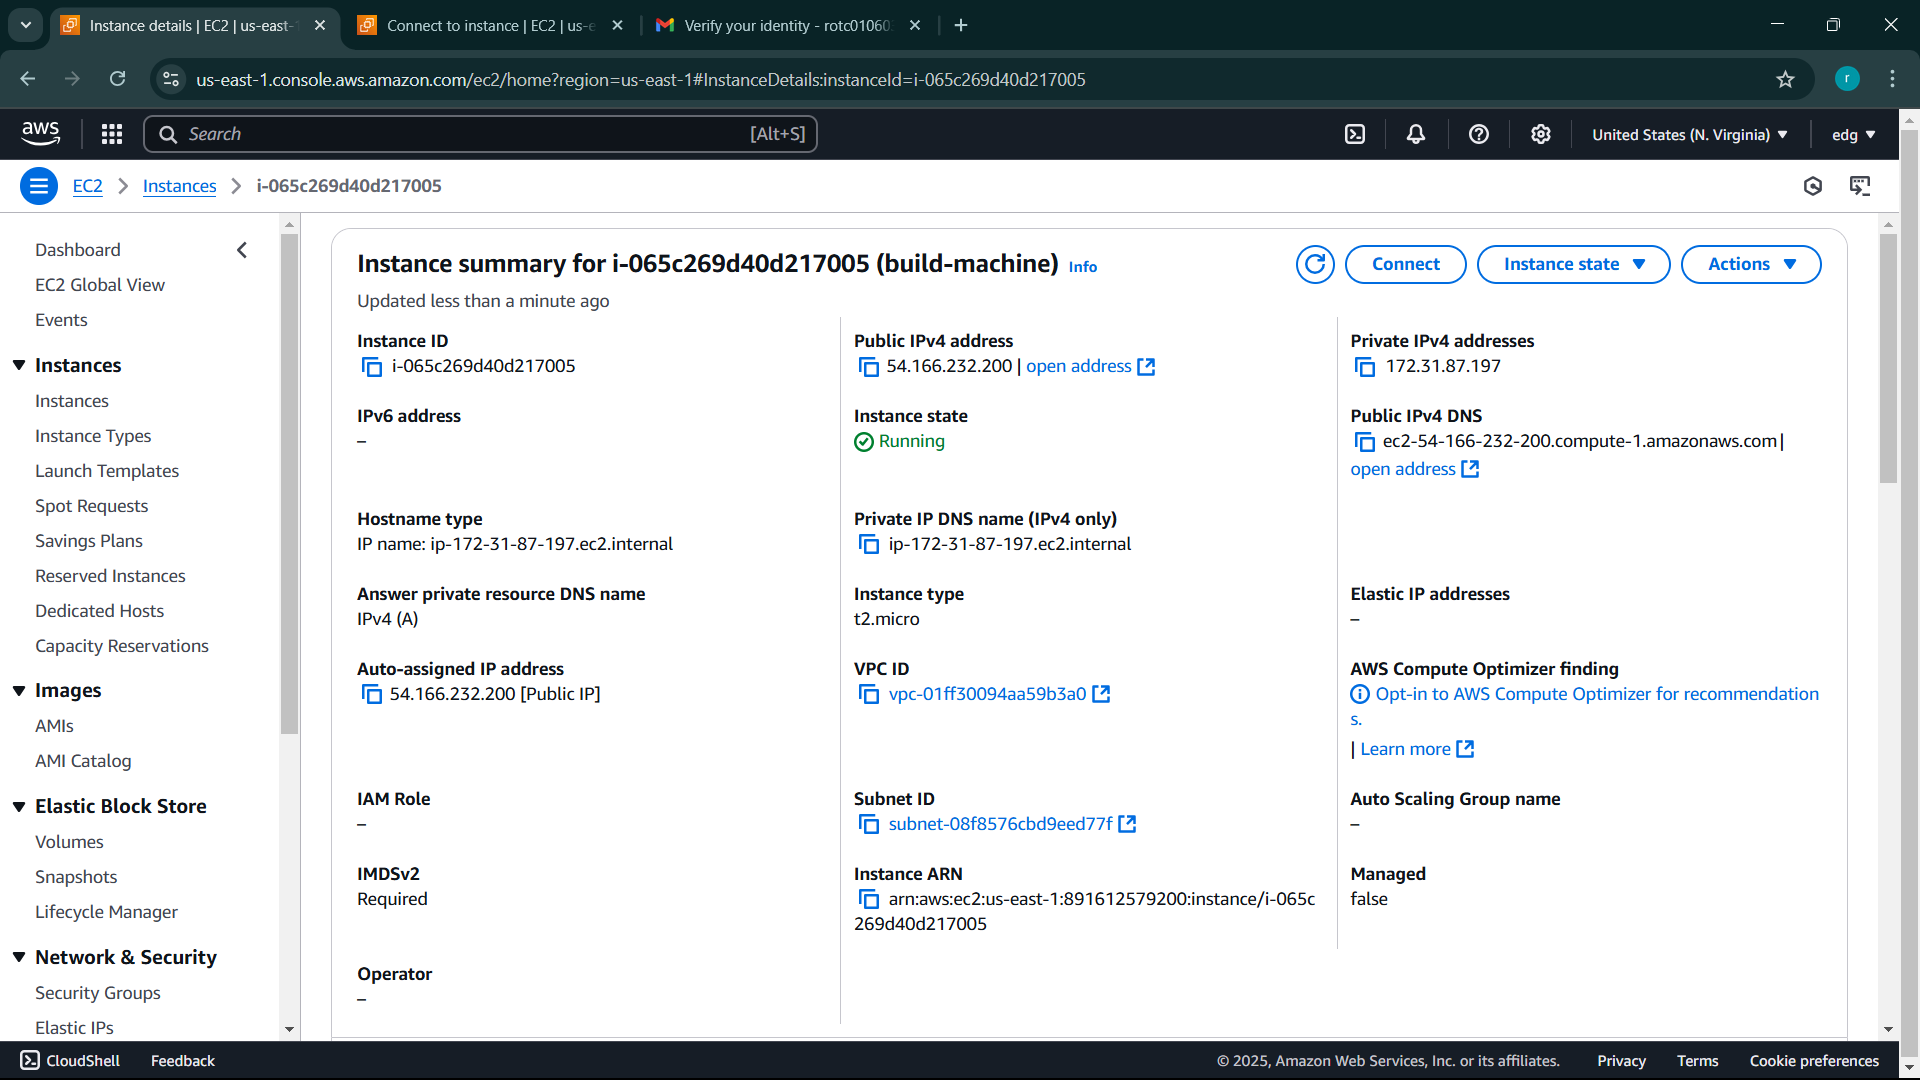 Instance details | EC2 | us-east-1
Connect to instance | EC2 | us-e
Verify your identity - rotc01060
us-east-1.console.aws.amazon.com/ec2/home?region=us-east-1#InstanceDetails:instanceId=i-065c269d40d217005
r
aws
Search
[Alt+S]
United States (N. Virginia)
edg
EC2
Instances
i-065c269d40d217005
Dashboard
EC2 Global View
Events
Instances
Instances
Instance Types
Launch Templates
Spot Requests
Savings Plans
Reserved Instances
Dedicated Hosts
Capacity Reservations
Images
AMIs
AMI Catalog
Elastic Block Store
Volumes
Snapshots
Lifecycle Manager
Network & Security
Security Groups
Elastic IPs
Instance summary for i-065c269d40d217005 (build-machine) Info
Updated less than a minute ago
Connect
Instance state
Actions
Instance ID
i-065c269d40d217005
Public IPv4 address
54.166.232.200 | open address
Private IPv4 addresses
172.31.87.197
IPv6 address
–
Instance state
Running
Public IPv4 DNS
ec2-54-166-232-200.compute-1.amazonaws.com |
open address
Hostname type
IP name: ip-172-31-87-197.ec2.internal
Private IP DNS name (IPv4 only)
ip-172-31-87-197.ec2.internal
Answer private resource DNS name
IPv4 (A)
Instance type
t2.micro
Elastic IP addresses
–
Auto-assigned IP address
54.166.232.200 [Public IP]
VPC ID
vpc-01ff30094aa59b3a0
AWS Compute Optimizer finding
Opt-in to AWS Compute Optimizer for recommendation
s.
| Learn more
IAM Role
–
Subnet ID
subnet-08f8576cbd9eed77f
Auto Scaling Group name
–
IMDSv2
Required
Instance ARN
arn:aws:ec2:us-east-1:891612579200:instance/i-065c
269d40d217005
Managed
false
Operator
–
CloudShell
Feedback
© 2025, Amazon Web Services, Inc. or its affiliates.
Privacy
Terms
Cookie preferences